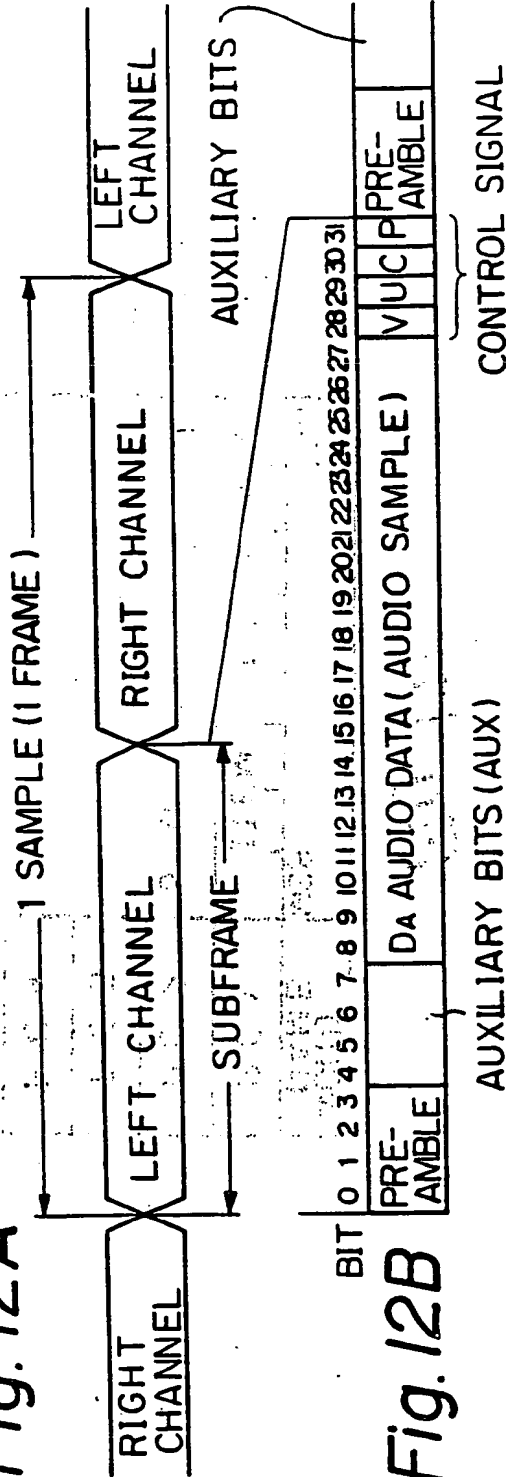 Fig. 12A
1 SAMPLE (1 FRAME)
RIGHT
CHANNEL
LEFT CHANNEL
RIGHT CHANNEL
LEFT
CHANNEL
SUBFRAME
AUXILIARY BITS
Fig. 12B
BIT
0 1 2 3 4 5 6 7 8 9 10 11 12 13 14 15 16 17 18 19 20 21 22 23 24 25 26 27 28 29 30 31
PRE-
AMBLE
DA AUDIO DATA (AUDIO SAMPLE)
V U C P
PRE-
AMBLE
AUXILIARY BITS (AUX)
CONTROL SIGNAL